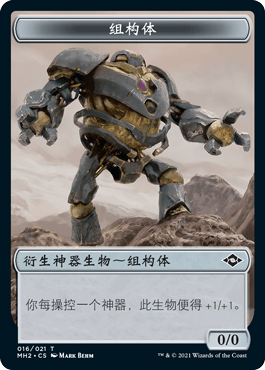 组构体
衍生神器生物～组构体
你每操控一个神器，此生物便得 +1/+1。
0/0
016/021 T
MH2 • CS MARK BEHM
™ & © 2021 Wizards of the Coast